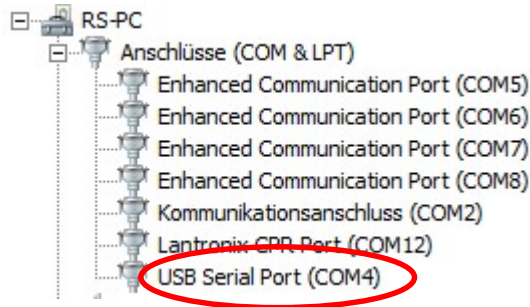 RS-PC
Anschlüsse (COM & LPT)
Enhanced Communication Port (COM5)
Enhanced Communication Port (COM6)
Enhanced Communication Port (COM7)
Enhanced Communication Port (COM8)
Kommunikationsanschluss (COM2)
Lantronix CPR Port (COM12)
USB Serial Port (COM4)